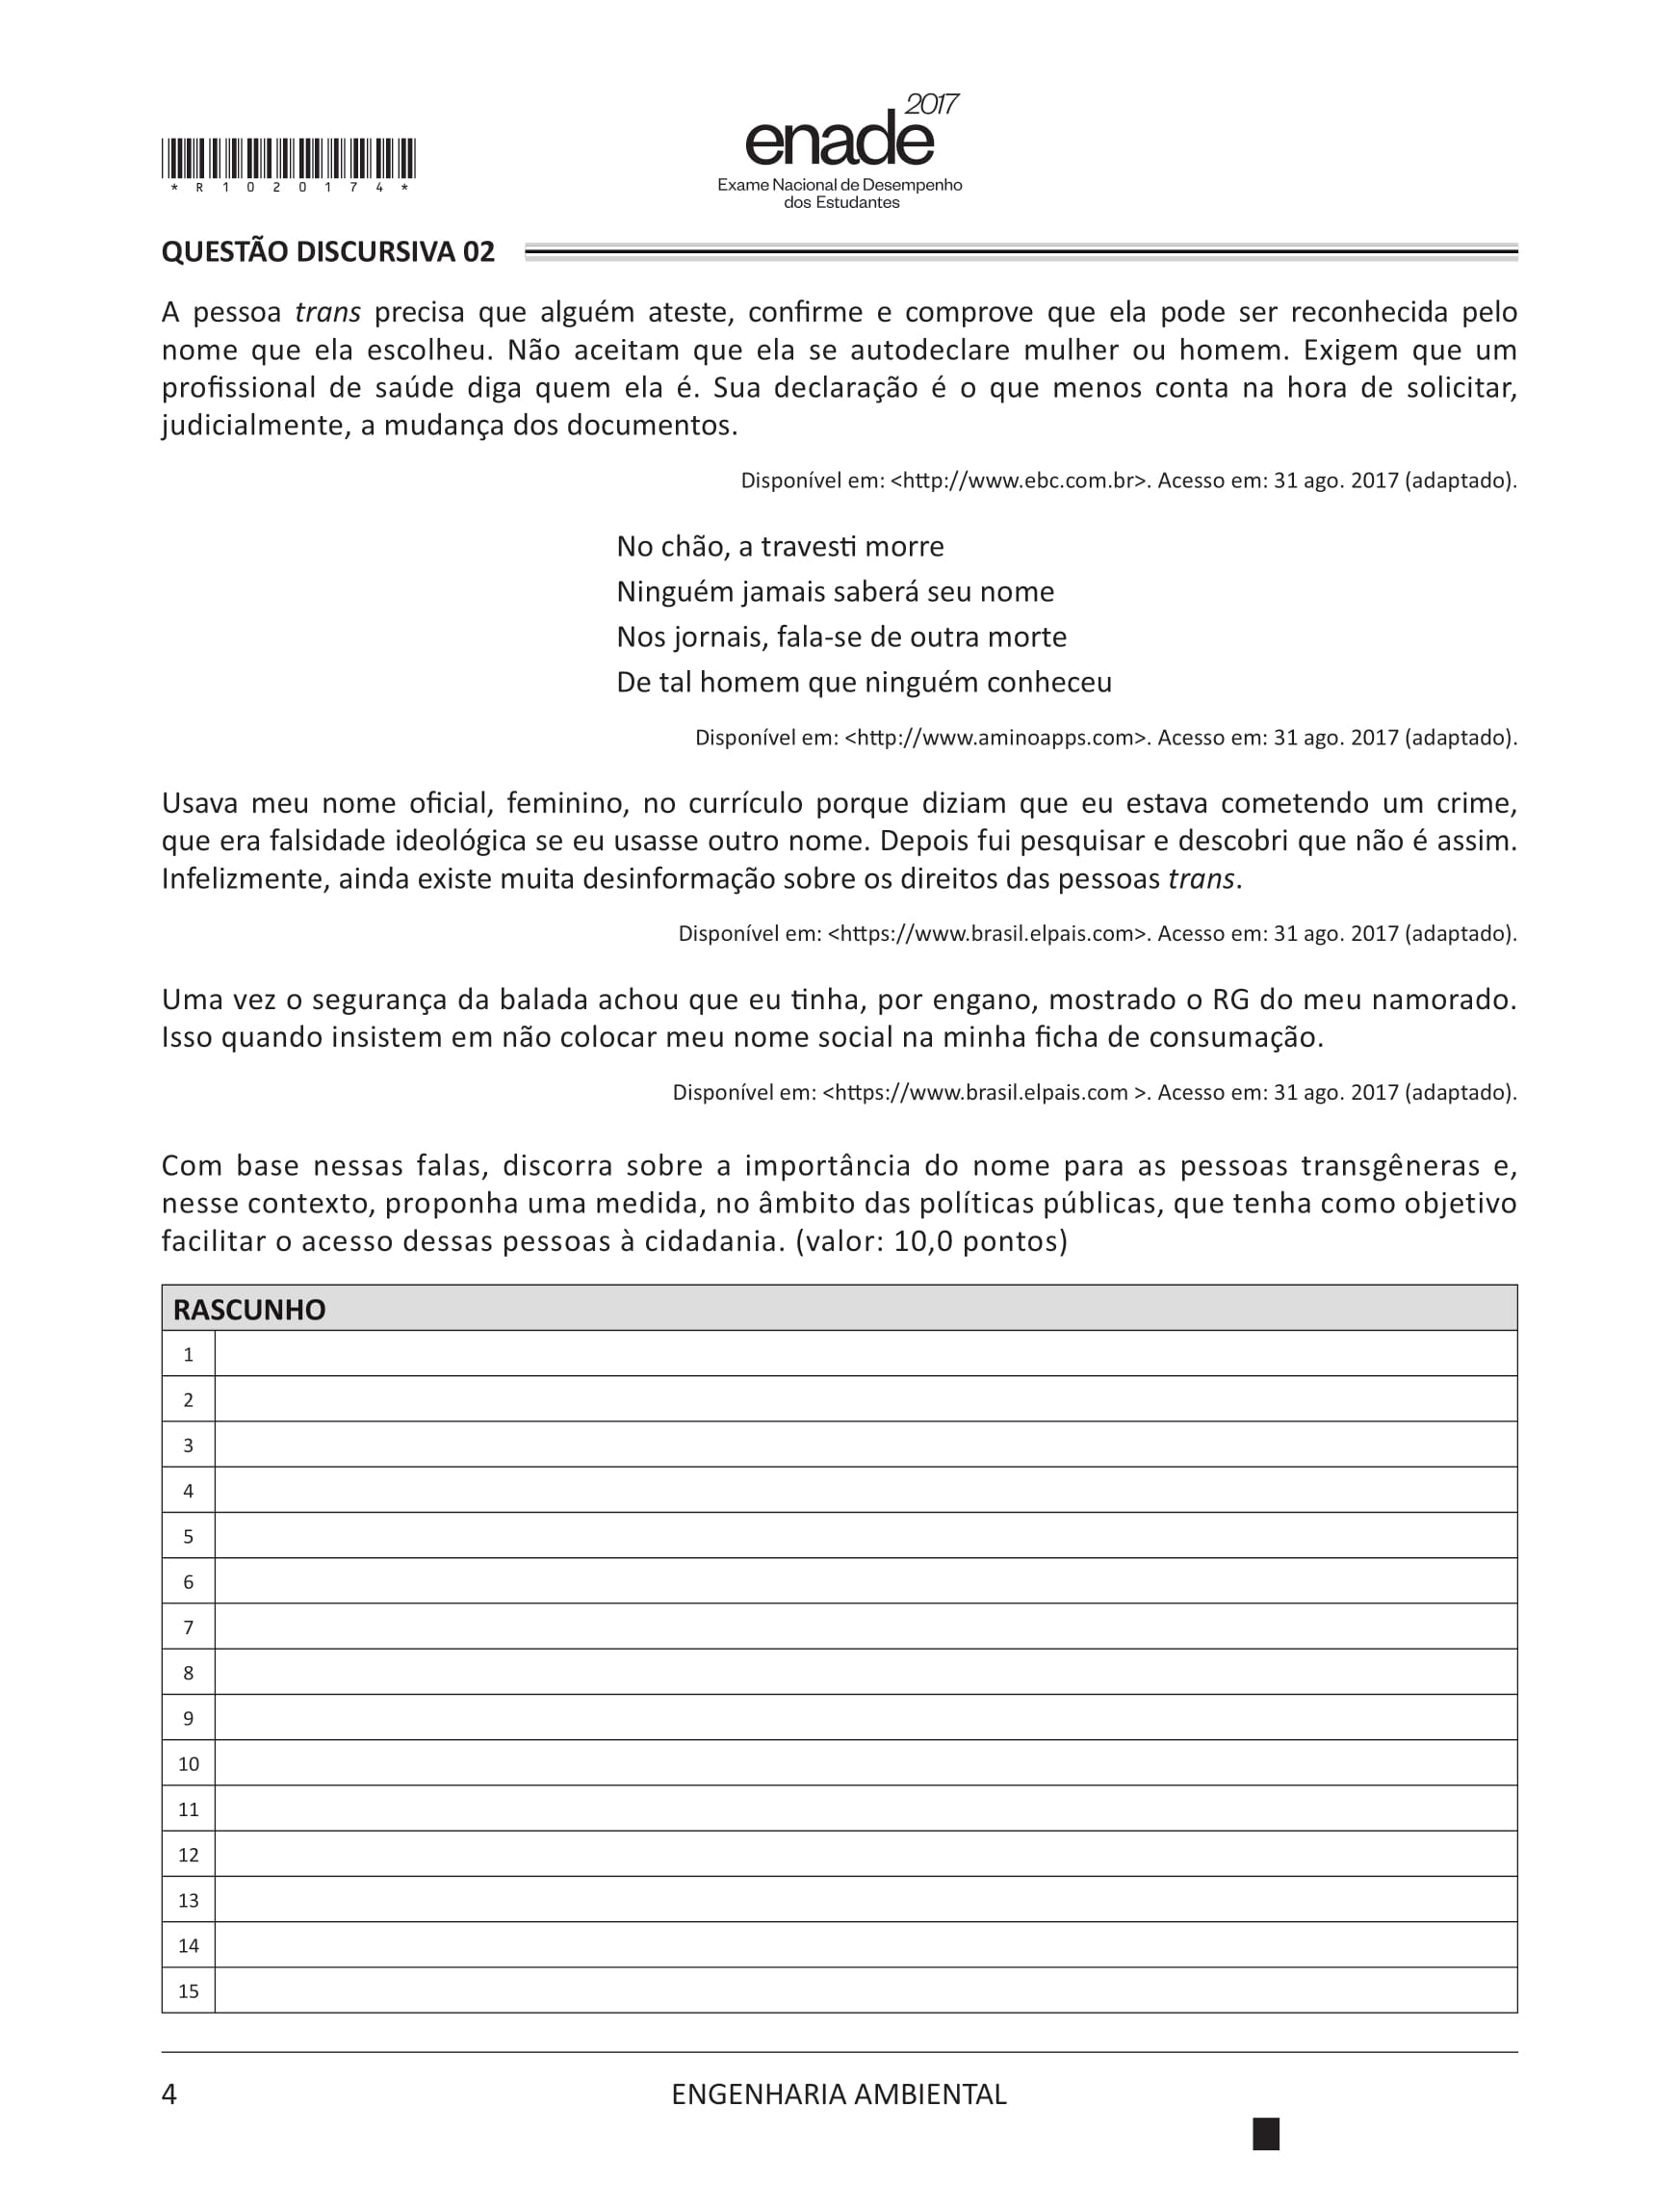 2017
enade
Exame Nacional de Desempenho
dos Estudantes
*R1020174*
QUESTÃO DISCURSIVA 02
A pessoa trans precisa que alguém ateste, confirme e comprove que ela pode ser reconhecida pelo
nome que ela escolheu. Não aceitam que ela se autodeclare mulher ou homem. Exigem que um
profissional de saúde diga quem ela é. Sua declaração é o que menos conta na hora de solicitar,
judicialmente, a mudança dos documentos.
Disponível em: <http://www.ebc.com.br>. Acesso em: 31 ago. 2017 (adaptado).
No chão, a travesti morre
Ninguém jamais saberá seu nome
Nos jornais, fala-se de outra morte
De tal homem que ninguém conheceu
Disponível em: <http://www.aminoapps.com>. Acesso em: 31 ago. 2017 (adaptado).
Usava meu nome oficial, feminino, no currículo porque diziam que eu estava cometendo um crime,
que era falsidade ideológica se eu usasse outro nome. Depois fui pesquisar e descobri que não é assim.
Infelizmente, ainda existe muita desinformação sobre os direitos das pessoas trans.
Disponível em: <https://www.brasil.elpais.com>. Acesso em: 31 ago. 2017 (adaptado).
Uma vez o segurança da balada achou que eu tinha, por engano, mostrado o RG do meu namorado.
Isso quando insistem em não colocar meu nome social na minha ficha de consumação.
Disponível em: <https://www.brasil.elpais.com >. Acesso em: 31 ago. 2017 (adaptado).
Com base nessas falas, discorra sobre a importância do nome para as pessoas transgêneras e,
nesse contexto, proponha uma medida, no âmbito das políticas públicas, que tenha como objetivo
facilitar o acesso dessas pessoas à cidadania. (valor: 10,0 pontos)
RASCUNHO
1
2
3
4
5
6
7
8
9
10
11
12
13
14
15
4 ENGENHARIA AMBIENTAL